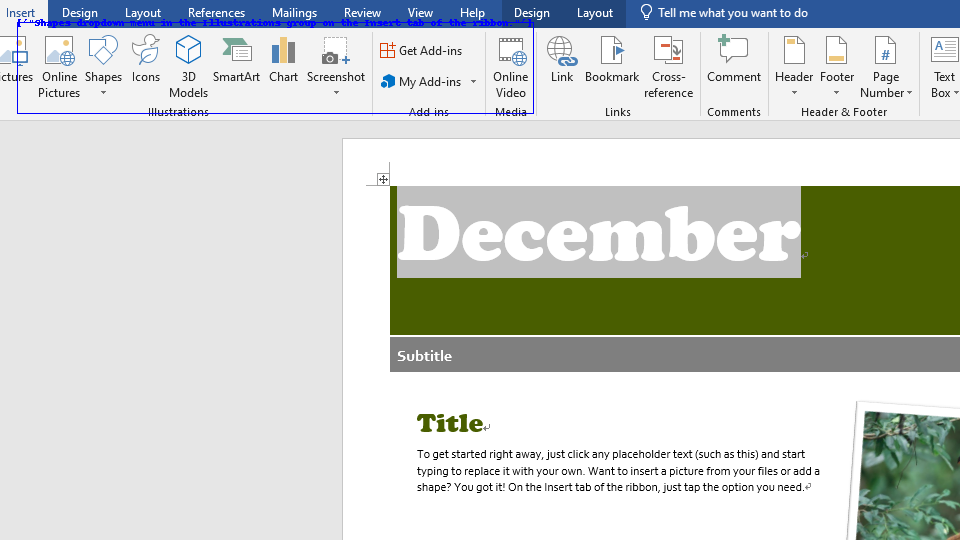 Insert Design Layout References Mailings Review View Help Design Layout Tell me what you want to do
[("Shapes dropdown menu in the Illustrations group on the Insert tab of the ribbon.")]
ictures Online Pictures Shapes Icons 3D Models SmartArt Chart Screenshot
Get Add-ins
My Add-ins
Online Video
Link Bookmark Cross-reference
Comment
Header Footer Page Number
Text Box
Illustrations Add-ins Media Links Comments Header & Footer
December
Subtitle
Title
To get started right away, just click any placeholder text (such as this) and start
typing to replace it with your own. Want to insert a picture from your files or add a
shape? You got it! On the Insert tab of the ribbon, just tap the option you need.